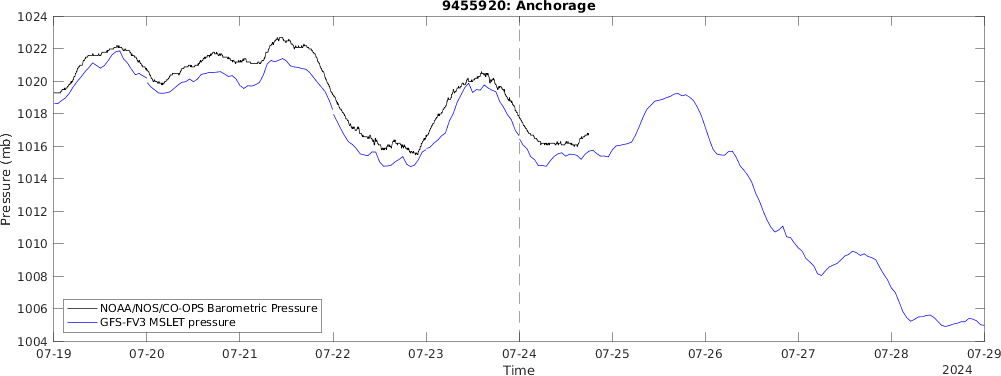 9455920: Anchorage
1024
1022
1020
1018
1016
1014
1012
1010
1008
1006
1004
Pressure (mb)
NOAA/NOS/CO-OPS Barometric Pressure
GFS-FV3 MSLET pressure
07-19 07-20 07-21 07-22 07-23 07-24 07-25 07-26 07-27 07-28 07-29
Time
2024